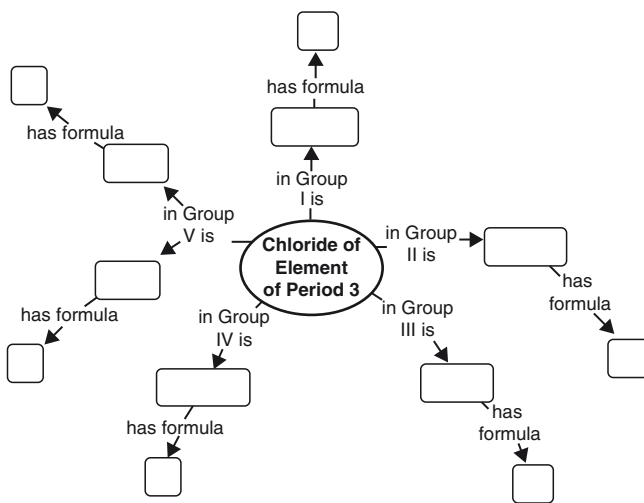 has formula
has formula
in Group
I is
in Group
V is
Chloride of
Element
of Period 3
in Group
II is
has
formula
has formula
in Group
IV is
in Group
III is
has formula
has
formula